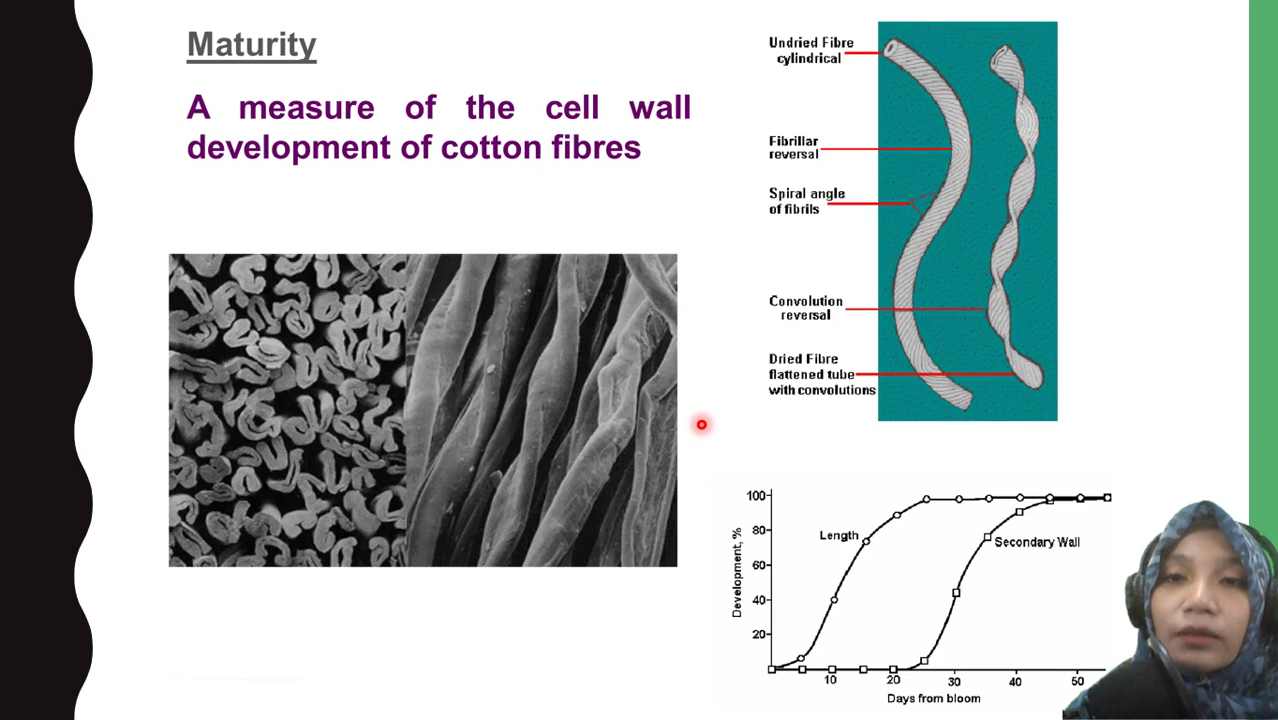 Maturity
A measure of the cell wall
development of cotton fibres
Undried Fibre
cylindrical
Fibrillar
reversal
Spiral angle
of fibrils
Convolution
reversal
Dried Fibre
flattened tube
with convolutions
100
80
60
40
20
Development, %
Length
Secondary Wall
10 20 30 40 50
Days from bloom